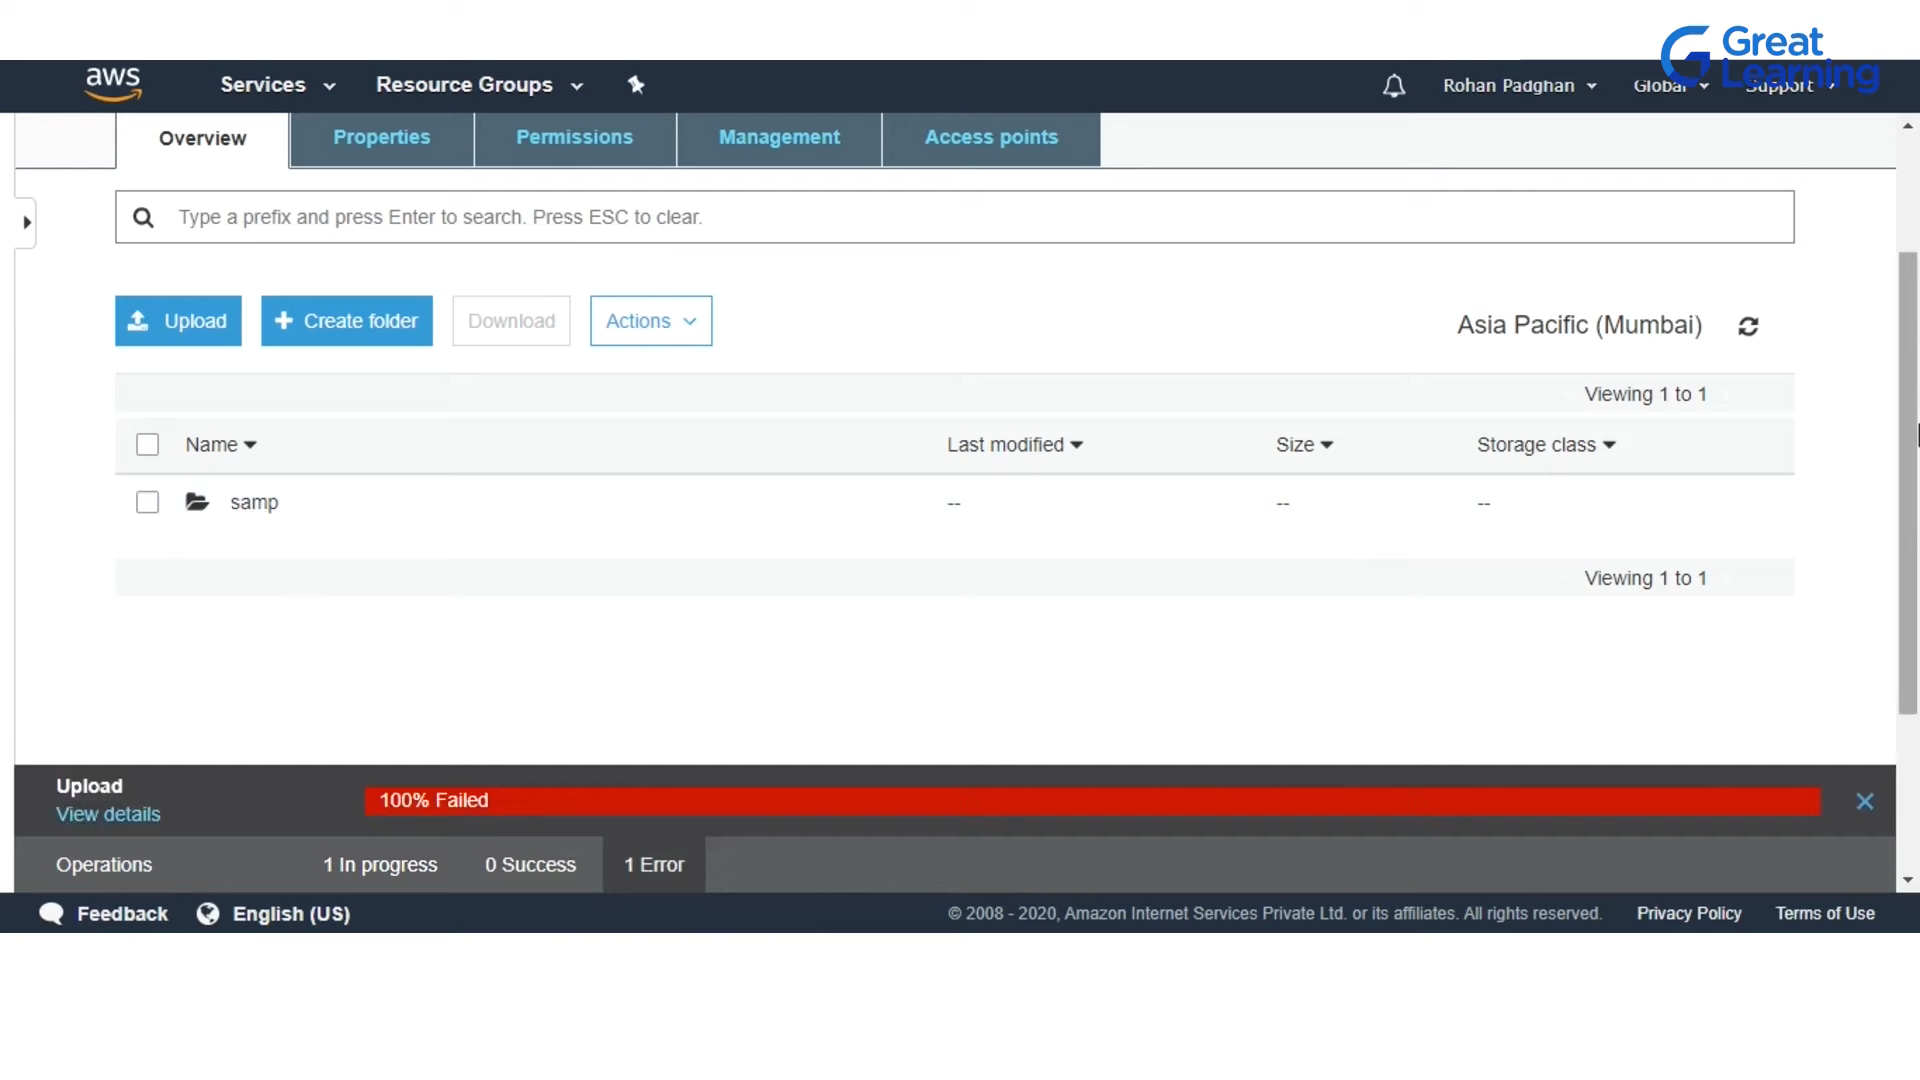 Great
Learning
aws Services Resource Groups Rohan Padghan Global Support
Overview Properties Permissions Management Access points
Type a prefix and press Enter to search. Press ESC to clear.
Upload Create folder Download Actions Asia Pacific (Mumbai)
Viewing 1 to 1
Name Last modified Size Storage class
samp -- -- --
Viewing 1 to 1
Upload
100% Failed
View details
Operations 1 In progress 0 Success 1 Error
Feedback English (US) © 2008 - 2020, Amazon Internet Services Private Ltd. or its affiliates. All rights reserved. Privacy Policy Terms of Use